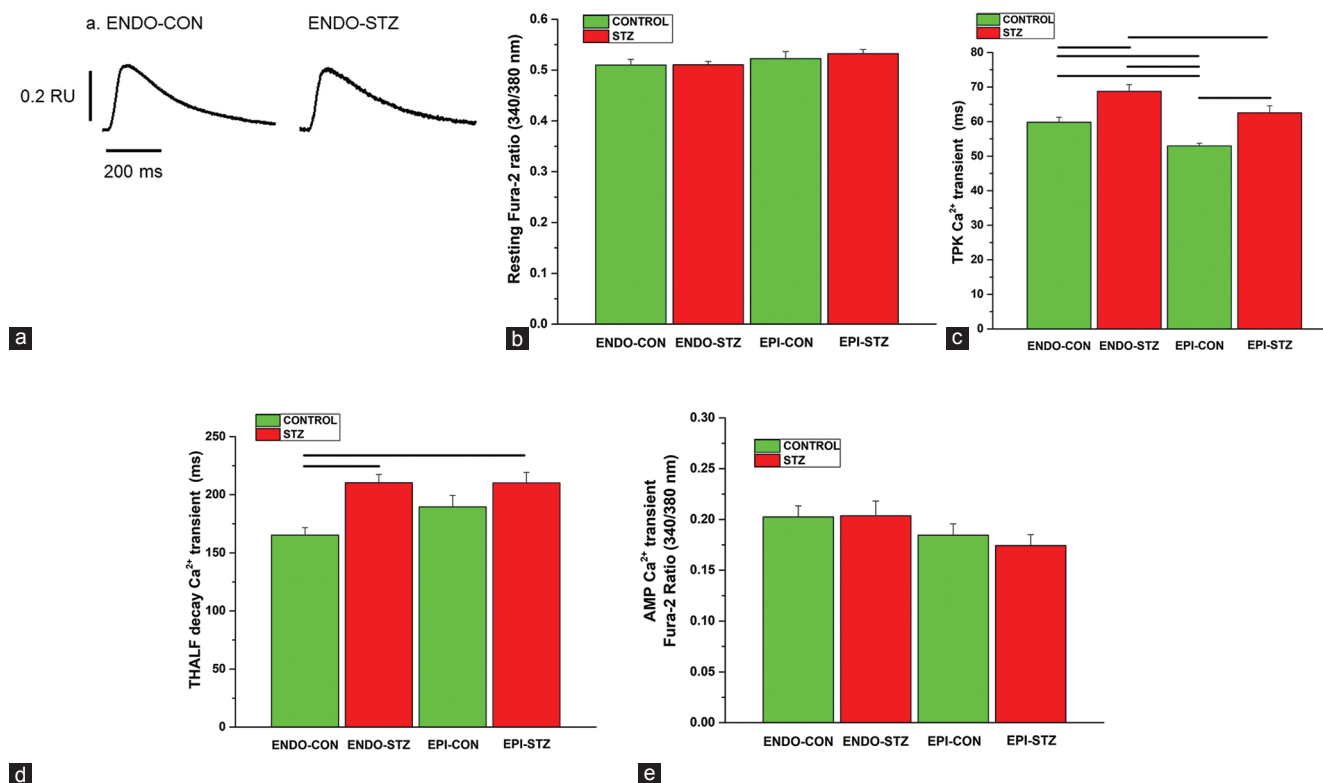 a. ENDO-CON
ENDO-STZ
0.2 RU
200 ms
a
CONTROL
STZ
Resting Fura-2 ratio (340/380 nm)
0.6
0.5
0.4
0.3
0.2
0.1
0.0
ENDO-CON ENDO-STZ EPI-CON EPI-STZ
b
CONTROL
STZ
TPK Ca²⁺ transient (ms)
80
70
60
50
40
30
20
10
0
ENDO-CON ENDO-STZ EPI-CON EPI-STZ
c
CONTROL
STZ
THALF decay Ca²⁺ transient (ms)
250
200
150
100
50
0
ENDO-CON ENDO-STZ EPI-CON EPI-STZ
d
CONTROL
STZ
AMP Ca²⁺ transient
Fura-2 Ratio (340/380 nm)
0.30
0.25
0.20
0.15
0.10
0.05
0.00
ENDO-CON ENDO-STZ EPI-CON EPI-STZ
e